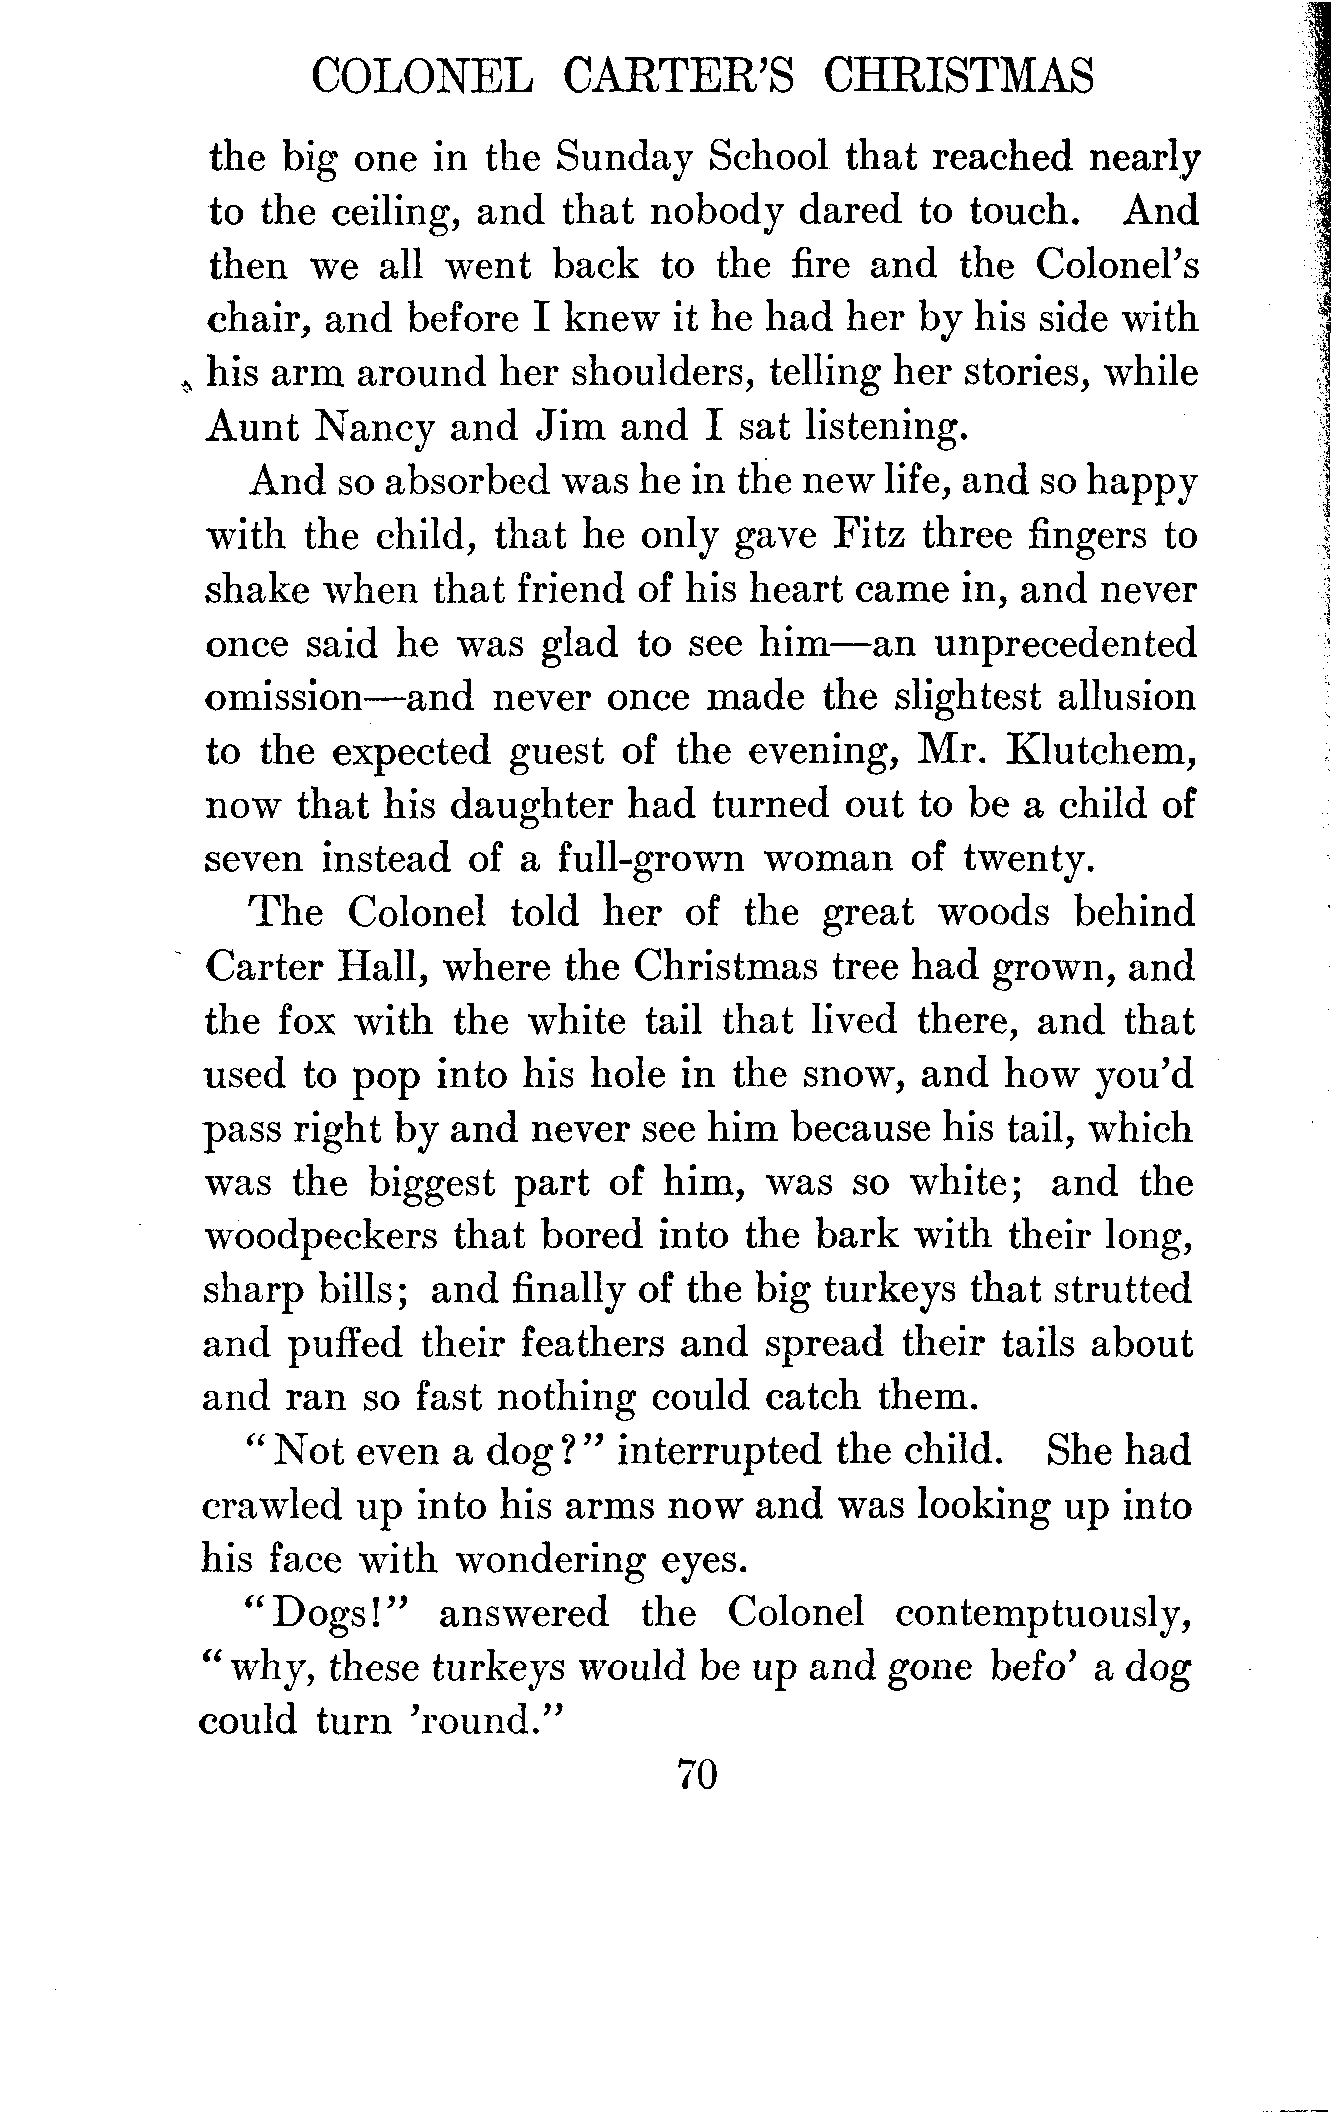 COLONEL CARTER'S CHRISTMAS
the big one in the Sunday School that reached nearly
to the ceiling, and that nobody dared to touch. And
then we all went back to the fire and the Colonel's
chair, and before I knew it he had her by his side with
his arm around her shoulders, telling her stories, while
Aunt Nancy and Jim and I sat listening.
And so absorbed was he in the new life, and so happy
with the child, that he only gave Fitz three fingers to
shake when that friend of his heart came in, and never
once said he was glad to see him—an unprecedented
omission—and never once made the slightest allusion
to the expected guest of the evening, Mr. Klutchem,
now that his daughter had turned out to be a child of
seven instead of a full-grown woman of twenty.
The Colonel told her of the great woods behind
Carter Hall, where the Christmas tree had grown, and
the fox with the white tail that lived there, and that
used to pop into his hole in the snow, and how you'd
pass right by and never see him because his tail, which
was the biggest part of him, was so white; and the
woodpeckers that bored into the bark with their long,
sharp bills; and finally of the big turkeys that strutted
and puffed their feathers and spread their tails about
and ran so fast nothing could catch them.
"Not even a dog?" interrupted the child. She had
crawled up into his arms now and was looking up into
his face with wondering eyes.
"Dogs!" answered the Colonel contemptuously,
"why, these turkeys would be up and gone befo' a dog
could turn 'round."
70